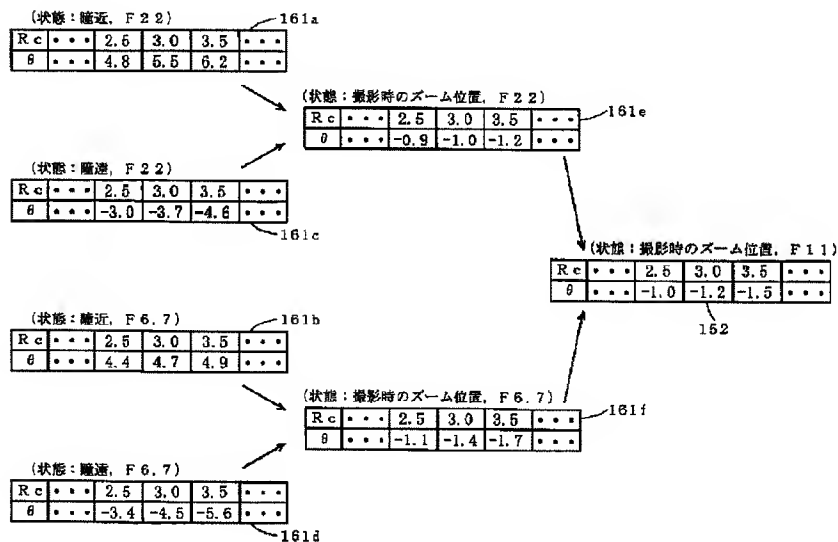 (状態：瞳近，Ｆ２２)
161a
Rc ・・・ 2.5 3.0 3.5 ・・・
θ ・・・ 4.8 5.5 6.2 ・・・
(状態：撮影時のズーム位置，Ｆ２２)
161e
Rc ・・・ 2.5 3.0 3.5 ・・・
θ ・・・ -0.9 -1.0 -1.2 ・・・
(状態：瞳遠，Ｆ２２)
Rc ・・・ 2.5 3.0 3.5 ・・・
θ ・・・ -3.0 -3.7 -4.6 ・・・
161c
(状態：撮影時のズーム位置，Ｆ１１)
Rc ・・・ 2.5 3.0 3.5 ・・・
θ ・・・ -1.0 -1.2 -1.5 ・・・
152
(状態：瞳近，Ｆ６.７)
161b
Rc ・・・ 2.5 3.0 3.5 ・・・
θ ・・・ 4.4 4.7 4.9 ・・・
(状態：撮影時のズーム位置，Ｆ６.７)
161f
Rc ・・・ 2.5 3.0 3.5 ・・・
θ ・・・ -1.1 -1.4 -1.7 ・・・
(状態：瞳遠，Ｆ６.７)
Rc ・・・ 2.5 3.0 3.5 ・・・
θ ・・・ -3.4 -4.5 -5.6 ・・・
161d